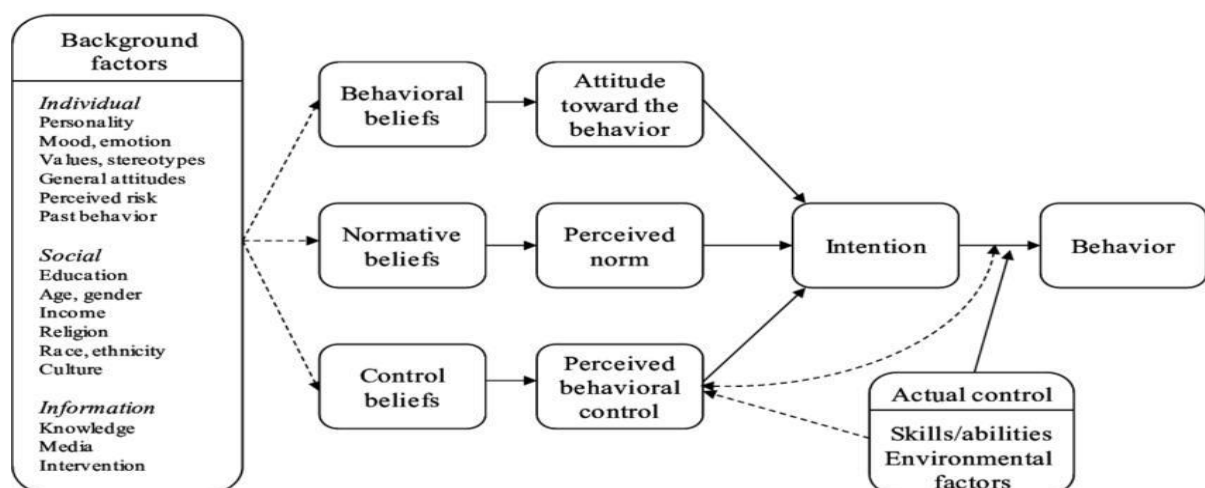 Background
factors
Individual
Personality
Mood, emotion
Values, stereotypes
General attitudes
Perceived risk
Past behavior
Social
Education
Age, gender
Income
Religion
Race, ethnicity
Culture
Information
Knowledge
Media
Intervention
Behavioral
beliefs
Attitude
toward the
behavior
Normative
beliefs
Perceived
norm
Control
beliefs
Perceived
behavioral
control
Intention
Behavior
Actual control
Skills/abilities
Environmental
factors